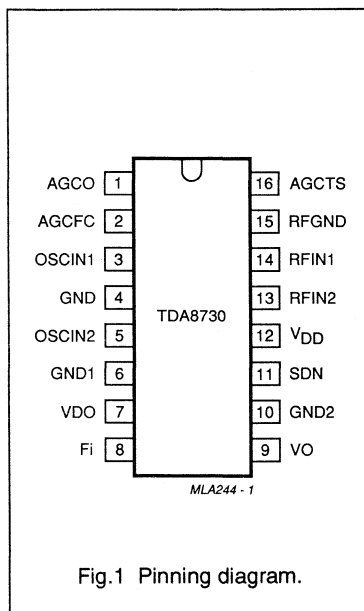 AGCO 1 16 AGCTS
AGCFC 2 15 RFGND
OSCIN1 3 14 RFIN1
GND 4 13 RFIN2
TDA8730
OSCIN2 5 12 VDD
GND1 6 11 SDN
VDO 7 10 GND2
Fi 8 9 VO
MLA244 - 1
Fig.1 Pinning diagram.